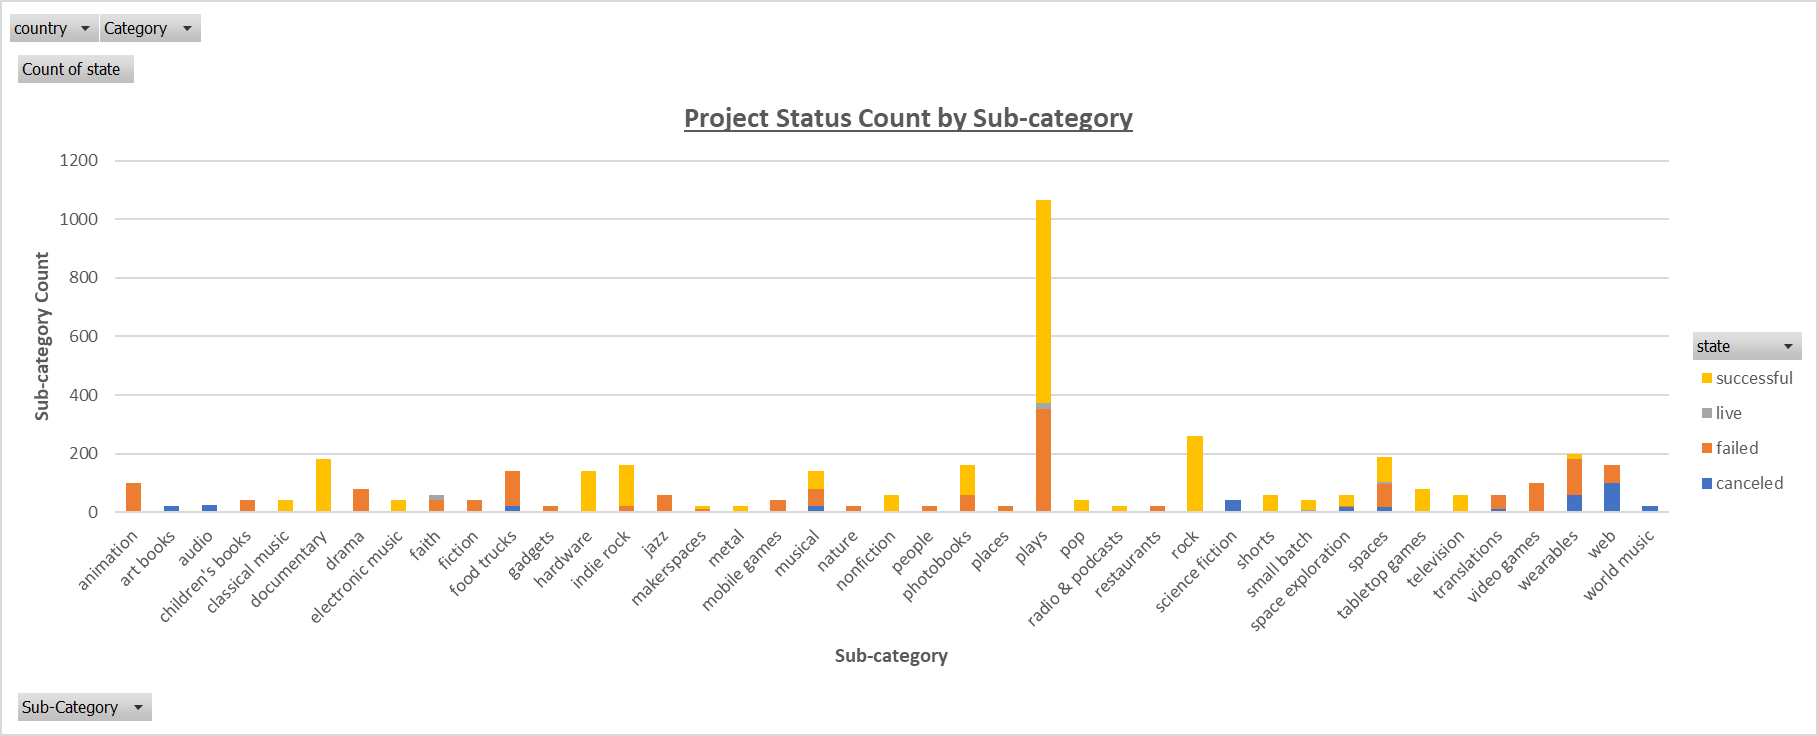 country Category
Count of state
Project Status Count by Sub-category
1200
1000
800
600
400
200
0
Sub-category Count
animation
art books
audio
children's books
classical music
documentary
drama
electronic music
faith
fiction
food trucks
gadgets
hardware
indie rock
jazz
makerspaces
metal
mobile games
musical
nature
nonfiction
people
photobooks
places
plays
pop
radio & podcasts
restaurants
rock
science fiction
shorts
small batch
space exploration
spaces
tabletop games
television
translations
video games
wearables
web
world music
Sub-category
state
successful
live
failed
canceled
Sub-Category